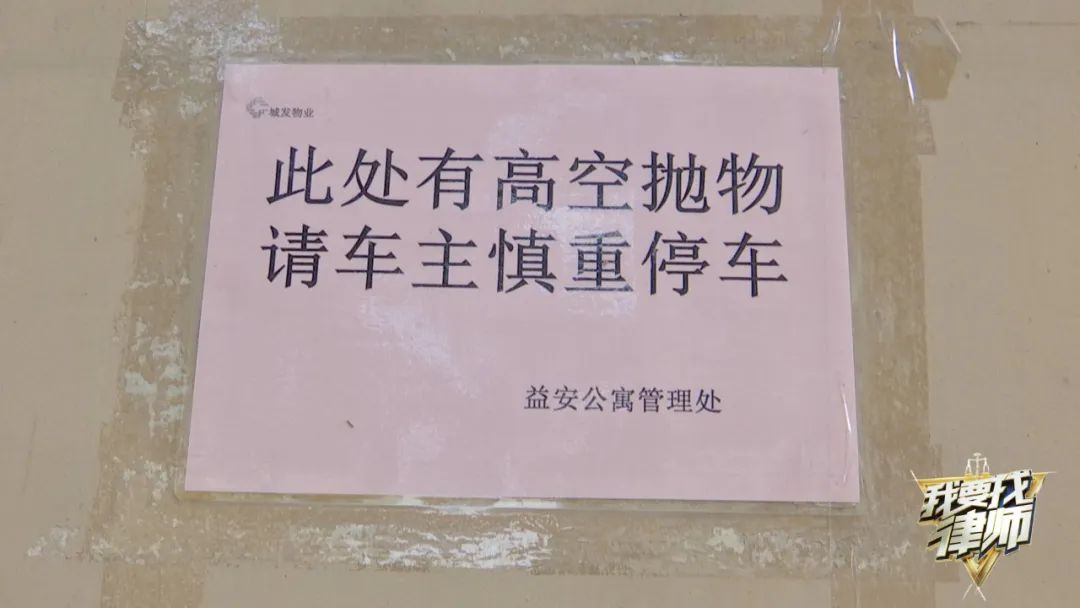 城发物业
此处有高空抛物
请车主慎重停车
益安公寓管理处
我要找
律师